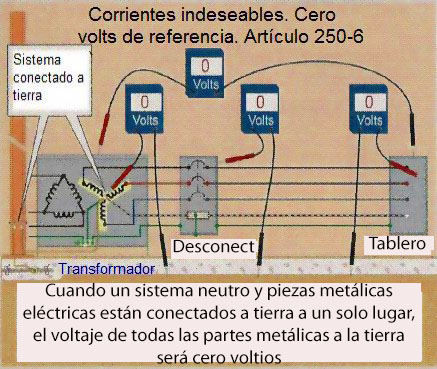 Corrientes indeseables. Cero
volts de referencia. Artículo 250-6
Sistema
conectado a
tierra
0
Volts
0
Volts
0
Volts
0
Volts
Desconect
Tablero
Transformador
Cuando un sistema neutro y piezas metálicas
eléctricas están conectados a tierra a un solo lugar,
el voltaje de todas las partes metálicas a la tierra
será cero voltios